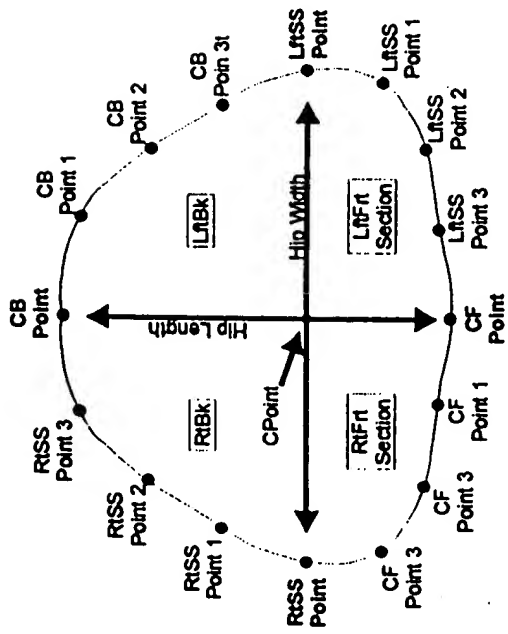 CB
Point
CB
Point 1
CB
Point 2
CB
Poin 3t
LftSS
Point
LftSS
Point 1
LftSS
Point 2
LftSS
Point 3
CF
Point
CF
Point 1
CF
Point 3
CF
Point 3
RtSS
Point
RtSS
Point 1
RtSS
Point 2
RtSS
Point 3
RtBk
LftBk
Hip Length
Hip Width
CPoint
RtFrt
Section
LftFrt
Section